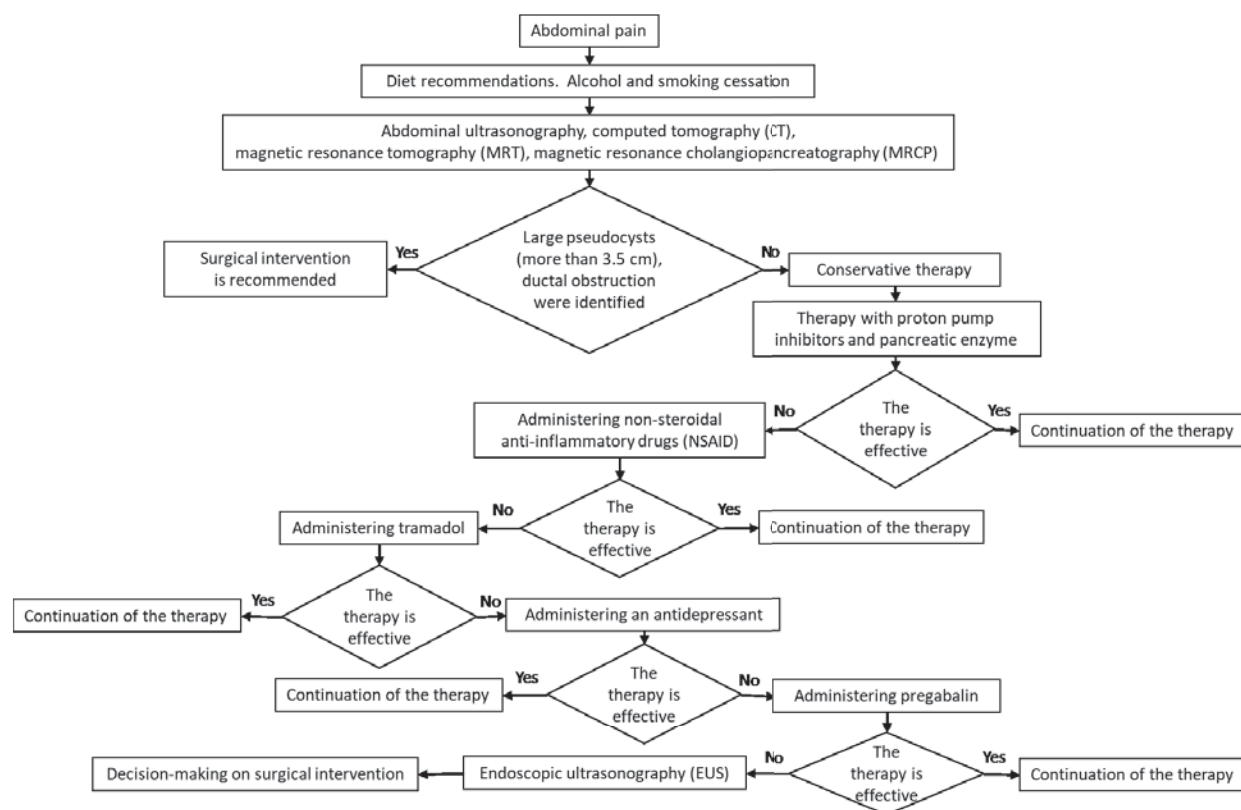 Abdominal pain
Diet recommendations. Alcohol and smoking cessation
Abdominal ultrasonography, computed tomography (CT),
magnetic resonance tomography (MRT), magnetic resonance cholangiopancreatography (MRCP)
Large pseudocysts
(more than 3.5 cm),
ductal obstruction
were identified
Yes
No
Surgical intervention
is recommended
Conservative therapy
Therapy with proton pump
inhibitors and pancreatic enzyme
The
therapy is
effective
No
Yes
Administering non-steroidal
anti-inflammatory drugs (NSAID)
Continuation of the therapy
The
therapy is
effective
No
Yes
Administering tramadol
Continuation of the therapy
The
therapy is
effective
Yes
No
Continuation of the therapy
Administering an antidepressant
The
therapy is
effective
Yes
No
Continuation of the therapy
Administering pregabalin
The
therapy is
effective
No
Yes
Decision-making on surgical intervention
Endoscopic ultrasonography (EUS)
Continuation of the therapy